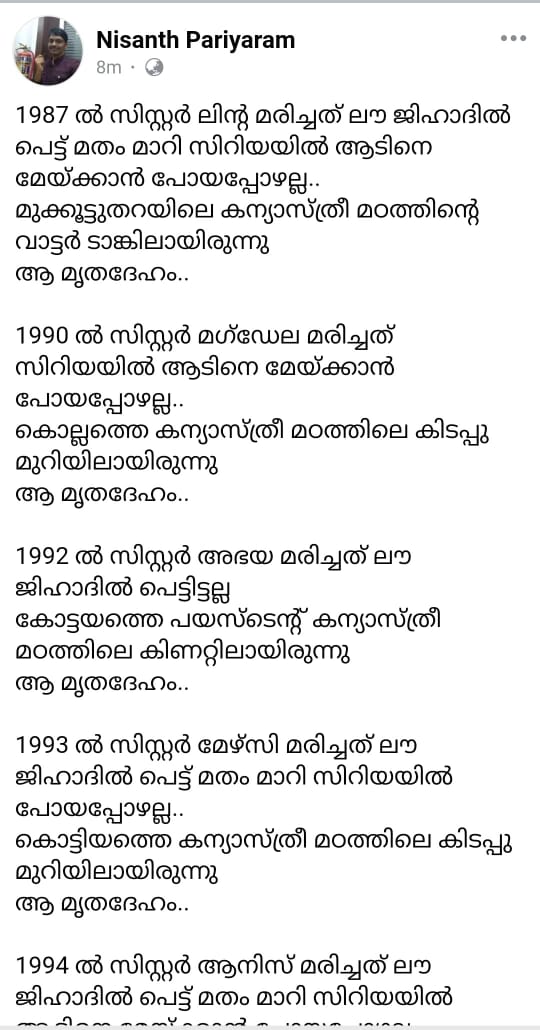 Nisanth Pariyaram
8m
1987 ൽ സിസ്റ്റർ ലിന്റ മരിച്ചത് ലൗ ജിഹാദിൽ
പെട്ട് മതം മാറി സിറിയയിൽ ആടിനെ
മേയ്ക്കാൻ പോയപ്പോഴല്ല..
മുക്കൂട്ടുതറയിലെ കന്യാസ്ത്രീ മഠത്തിന്റെ
വാട്ടർ ടാങ്കിലായിരുന്നു
ആ മൃതദേഹം..
1990 ൽ സിസ്റ്റർ മഗ്ഡേല മരിച്ചത്
സിറിയയിൽ ആടിനെ മേയ്ക്കാൻ
പോയപ്പോഴല്ല..
കൊല്ലത്തെ കന്യാസ്ത്രീ മഠത്തിലെ കിടപ്പു
മുറിയിലായിരുന്നു
ആ മൃതദേഹം..
1992 ൽ സിസ്റ്റർ അഭയ മരിച്ചത് ലൗ
ജിഹാദിൽ പെട്ടിട്ടല്ല
കോട്ടയത്തെ പയസ്ടെന്റ് കന്യാസ്ത്രീ
മഠത്തിലെ കിണറ്റിലായിരുന്നു
ആ മൃതദേഹം..
1993 ൽ സിസ്റ്റർ മേഴ്സി മരിച്ചത് ലൗ
ജിഹാദിൽ പെട്ട് മതം മാറി സിറിയയിൽ
പോയപ്പോഴല്ല..
കൊട്ടിയത്തെ കന്യാസ്ത്രീ മഠത്തിലെ കിടപ്പു
മുറിയിലായിരുന്നു
ആ മൃതദേഹം..
1994 ൽ സിസ്റ്റർ ആനിസ് മരിച്ചത് ലൗ
ജിഹാദിൽ പെട്ട് മതം മാറി സിറിയയിൽ